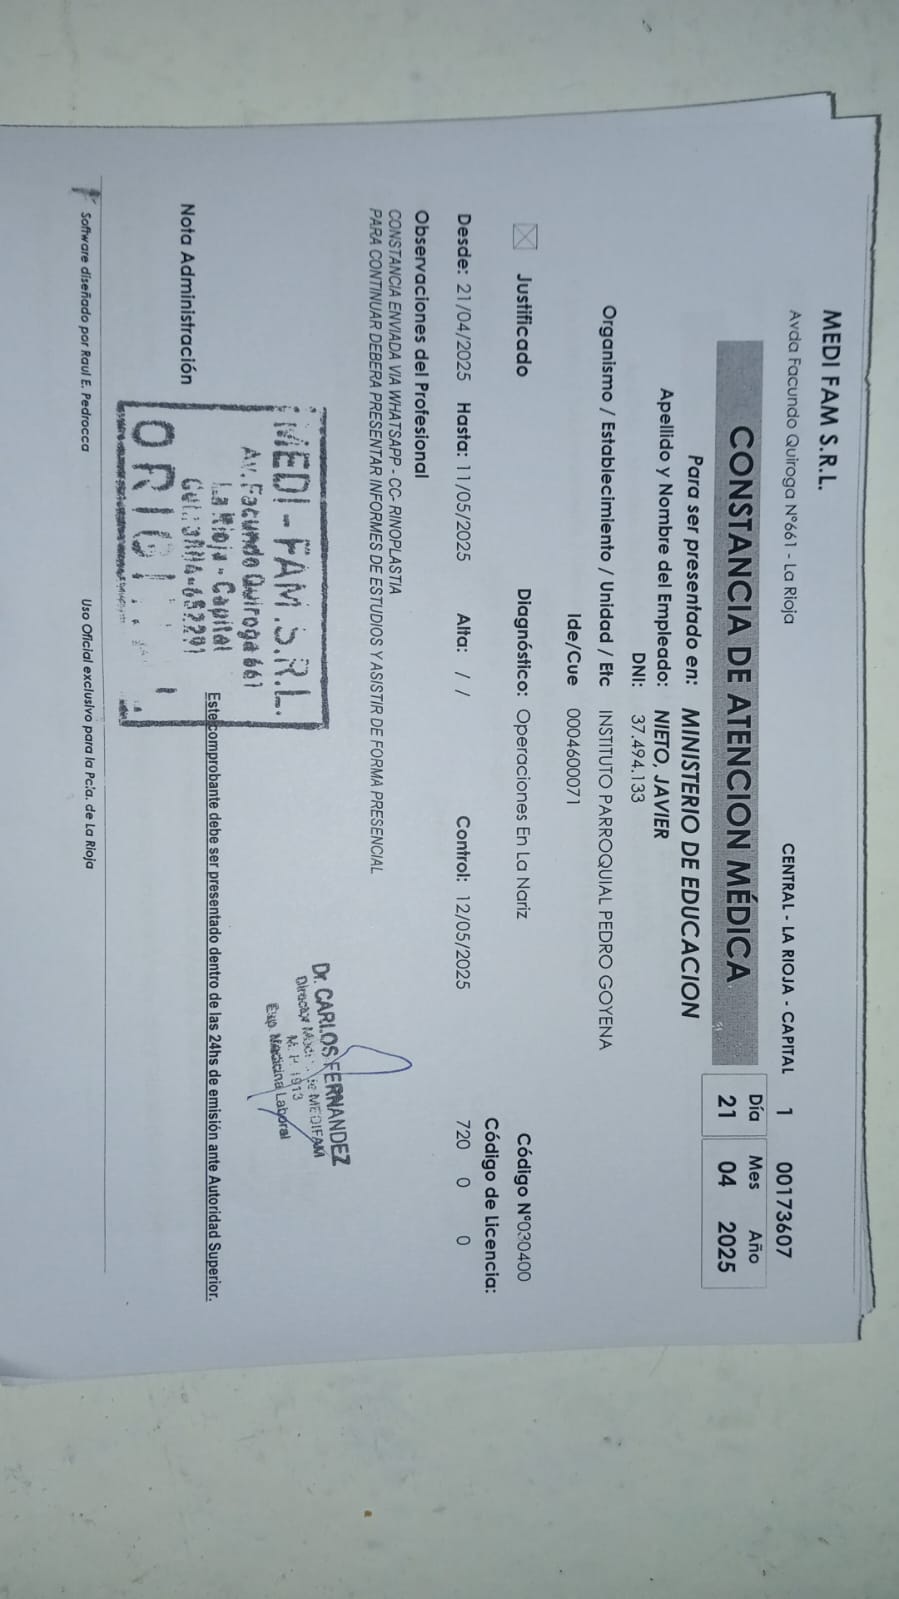 MEDI FAM S.R.L.
Avda Facundo Quiroga N°661 - La Rioja
CENTRAL - LA RIOJA - CAPITAL 1 00173607
CONSTANCIA DE ATENCION MÉDICA
Día Mes Año
21 04 2025
Para ser presentado en: MINISTERIO DE EDUCACION
Apellido y Nombre del Empleado: NIETO, JAVIER
DNI: 37.494.133
Organismo / Establecimiento / Unidad / Etc INSTITUTO PARROQUIAL PEDRO GOYENA
Ide/Cue 0004600071
Justificado Diagnóstico: Operaciones En La Nariz Código N°030400
Código de Licencia:
Desde: 21/04/2025 Hasta: 11/05/2025 Alta: / / Control: 12/05/2025 720 0 0
Observaciones del Profesional
CONSTANCIA ENVIADA VIA WHATSAPP - CC- RINOPLASTIA
PARA CONTINUAR DEBERA PRESENTAR INFORMES DE ESTUDIOS Y ASISTIR DE FORMA PRESENCIAL
MEDI - FAM. S.R.L.
Av. Facundo Quiroga 661
La Rioja - Capital
Dr. CARLOS FERNANDEZ
MEDIFAM
M. P. 1913
Esp. Medicina Laboral
Este comprobante debe ser presentado dentro de las 24hs de emisión ante Autoridad Superior.
Nota Administración
Software diseñado por Raul E. Pedrocca
Uso Oficial exclusivo para la Pcia. de La Rioja